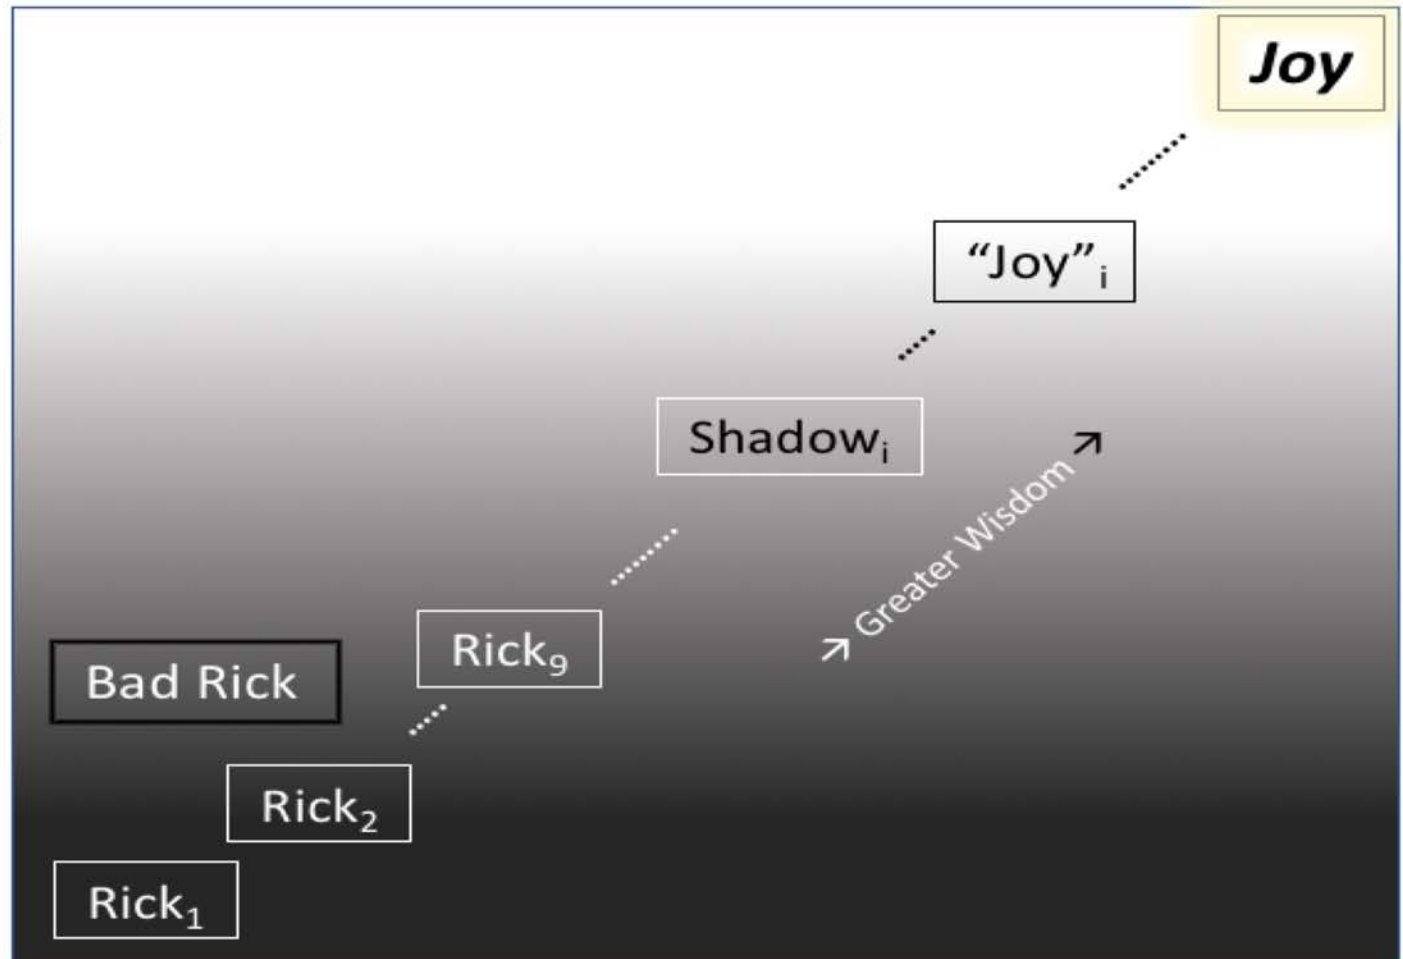 Joy
“Joy”ᵢ
Shadowᵢ
Greater Wisdom
Rick₉
Bad Rick
Rick₂
Rick₁